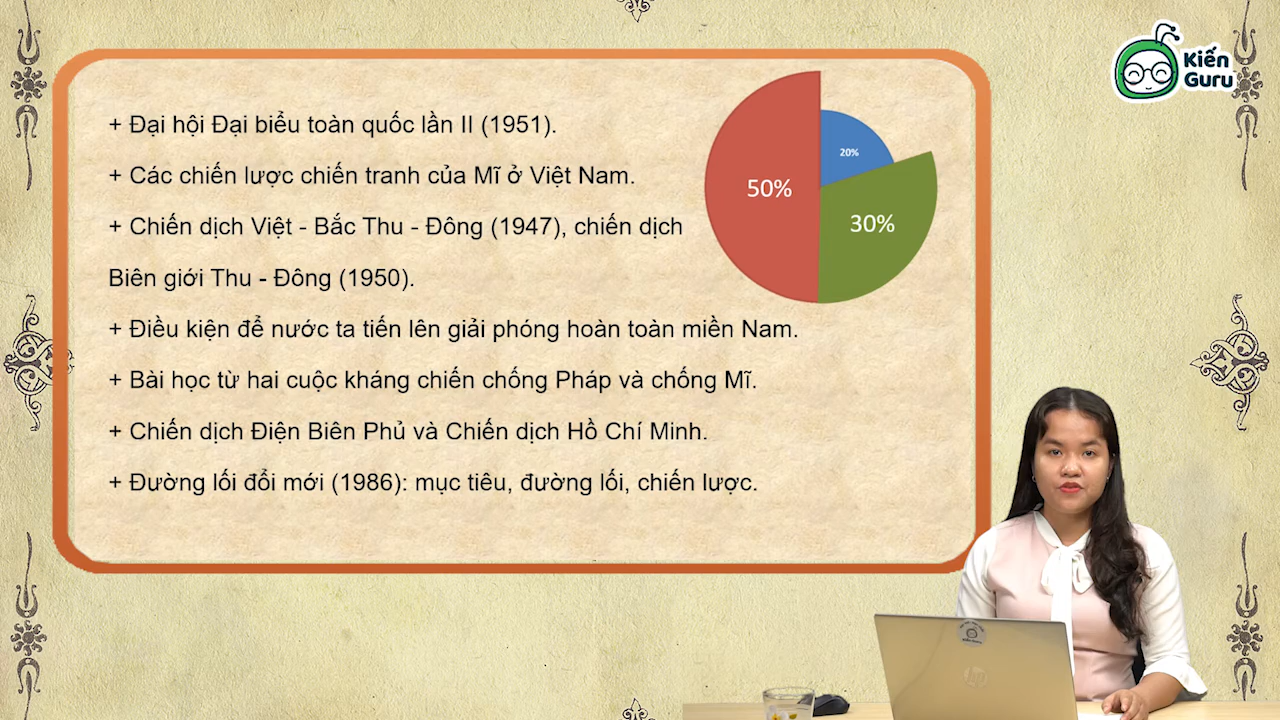 Kiến
Guru
+ Đại hội Đại biểu toàn quốc lần II (1951).
+ Các chiến lược chiến tranh của Mĩ ở Việt Nam.
+ Chiến dịch Việt - Bắc Thu - Đông (1947), chiến dịch
Biên giới Thu - Đông (1950).
+ Điều kiện để nước ta tiến lên giải phóng hoàn toàn miền Nam.
+ Bài học từ hai cuộc kháng chiến chống Pháp và chống Mĩ.
+ Chiến dịch Điện Biên Phủ và Chiến dịch Hồ Chí Minh.
+ Đường lối đổi mới (1986): mục tiêu, đường lối, chiến lược.
20%
50%
30%